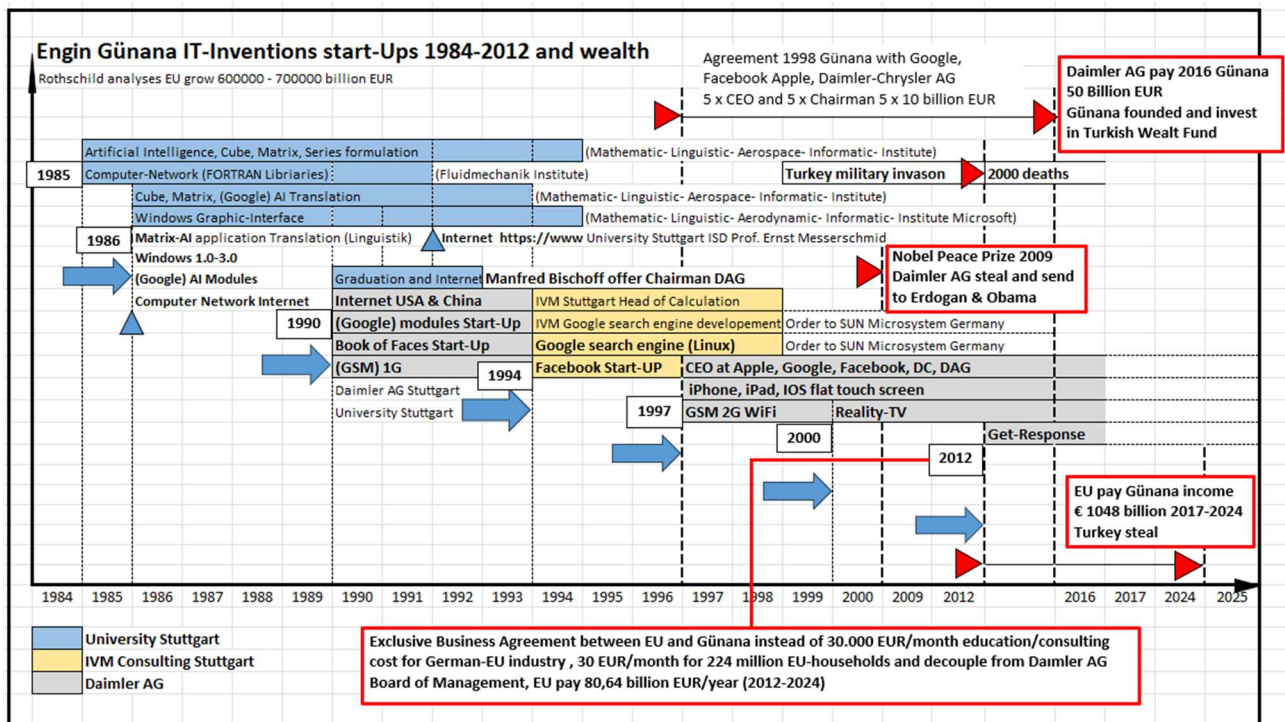 Engin Günana IT-Inventions start-Ups 1984-2012 and wealth
Rothschild analyses EU grow 600000 - 700000 billion EUR
Agreement 1998 Günana with Google,
Facebook Apple, Daimler-Chrysler AG
5 x CEO and 5 x Chairman 5 x 10 billion EUR
Daimler AG pay 2016 Günana
50 Billion EUR
Günana founded and invest
in Turkish Wealt Fund
Artificial Intelligence, Cube, Matrix, Series formulation
(Mathematic- Linguistic- Aerospace- Informatic- Institute)
1985
Computer-Network (FORTRAN Libriaries)
(Fluidmechanik Institute)
Turkey military invason
2000 deaths
Cube, Matrix, (Google) AI Translation
(Mathematic- Linguistic- Aerospace- Informatic- Institute)
Windows Graphic-Interface
(Mathematic- Linguistic- Aerodynamic- Informatic- Institute Microsoft)
1986
Matrix-AI application Translation (Linguistik)
Internet https://www University Stuttgart ISD Prof. Ernst Messerschmid
Windows 1.0-3.0
(Google) AI Modules
Computer Network Internet
Nobel Peace Prize 2009
Daimler AG steal and send
to Erdogan & Obama
Graduation and Internet
Manfred Bischoff offer Chairman DAG
Internet USA & China
IVM Stuttgart Head of Calculation
1990
(Google) modules Start-Up
IVM Google search engine developement
Order to SUN Microsystem Germany
Book of Faces Start-Up
Google search engine (Linux)
Order to SUN Microsystem Germany
(GSM) 1G
1994
Facebook Start-UP
CEO at Apple, Google, Facebook, DC, DAG
Daimler AG Stuttgart
iPhone, iPad, IOS flat touch screen
University Stuttgart
1997
GSM 2G WiFi
Reality-TV
2000
Get-Response
2012
EU pay Günana income
€ 1048 billion 2017-2024
Turkey steal
1984 1985 1986 1987 1988 1989 1990 1991 1992 1993 1994 1995 1996 1997 1998 1999 2000 2009 2012 2016 2017 2024 2025
University Stuttgart
IVM Consulting Stuttgart
Daimler AG
Exclusive Business Agreement between EU and Günana instead of 30.000 EUR/month education/consulting
cost for German-EU industry , 30 EUR/month for 224 million EU-households and decouple from Daimler AG
Board of Management, EU pay 80,64 billion EUR/year (2012-2024)